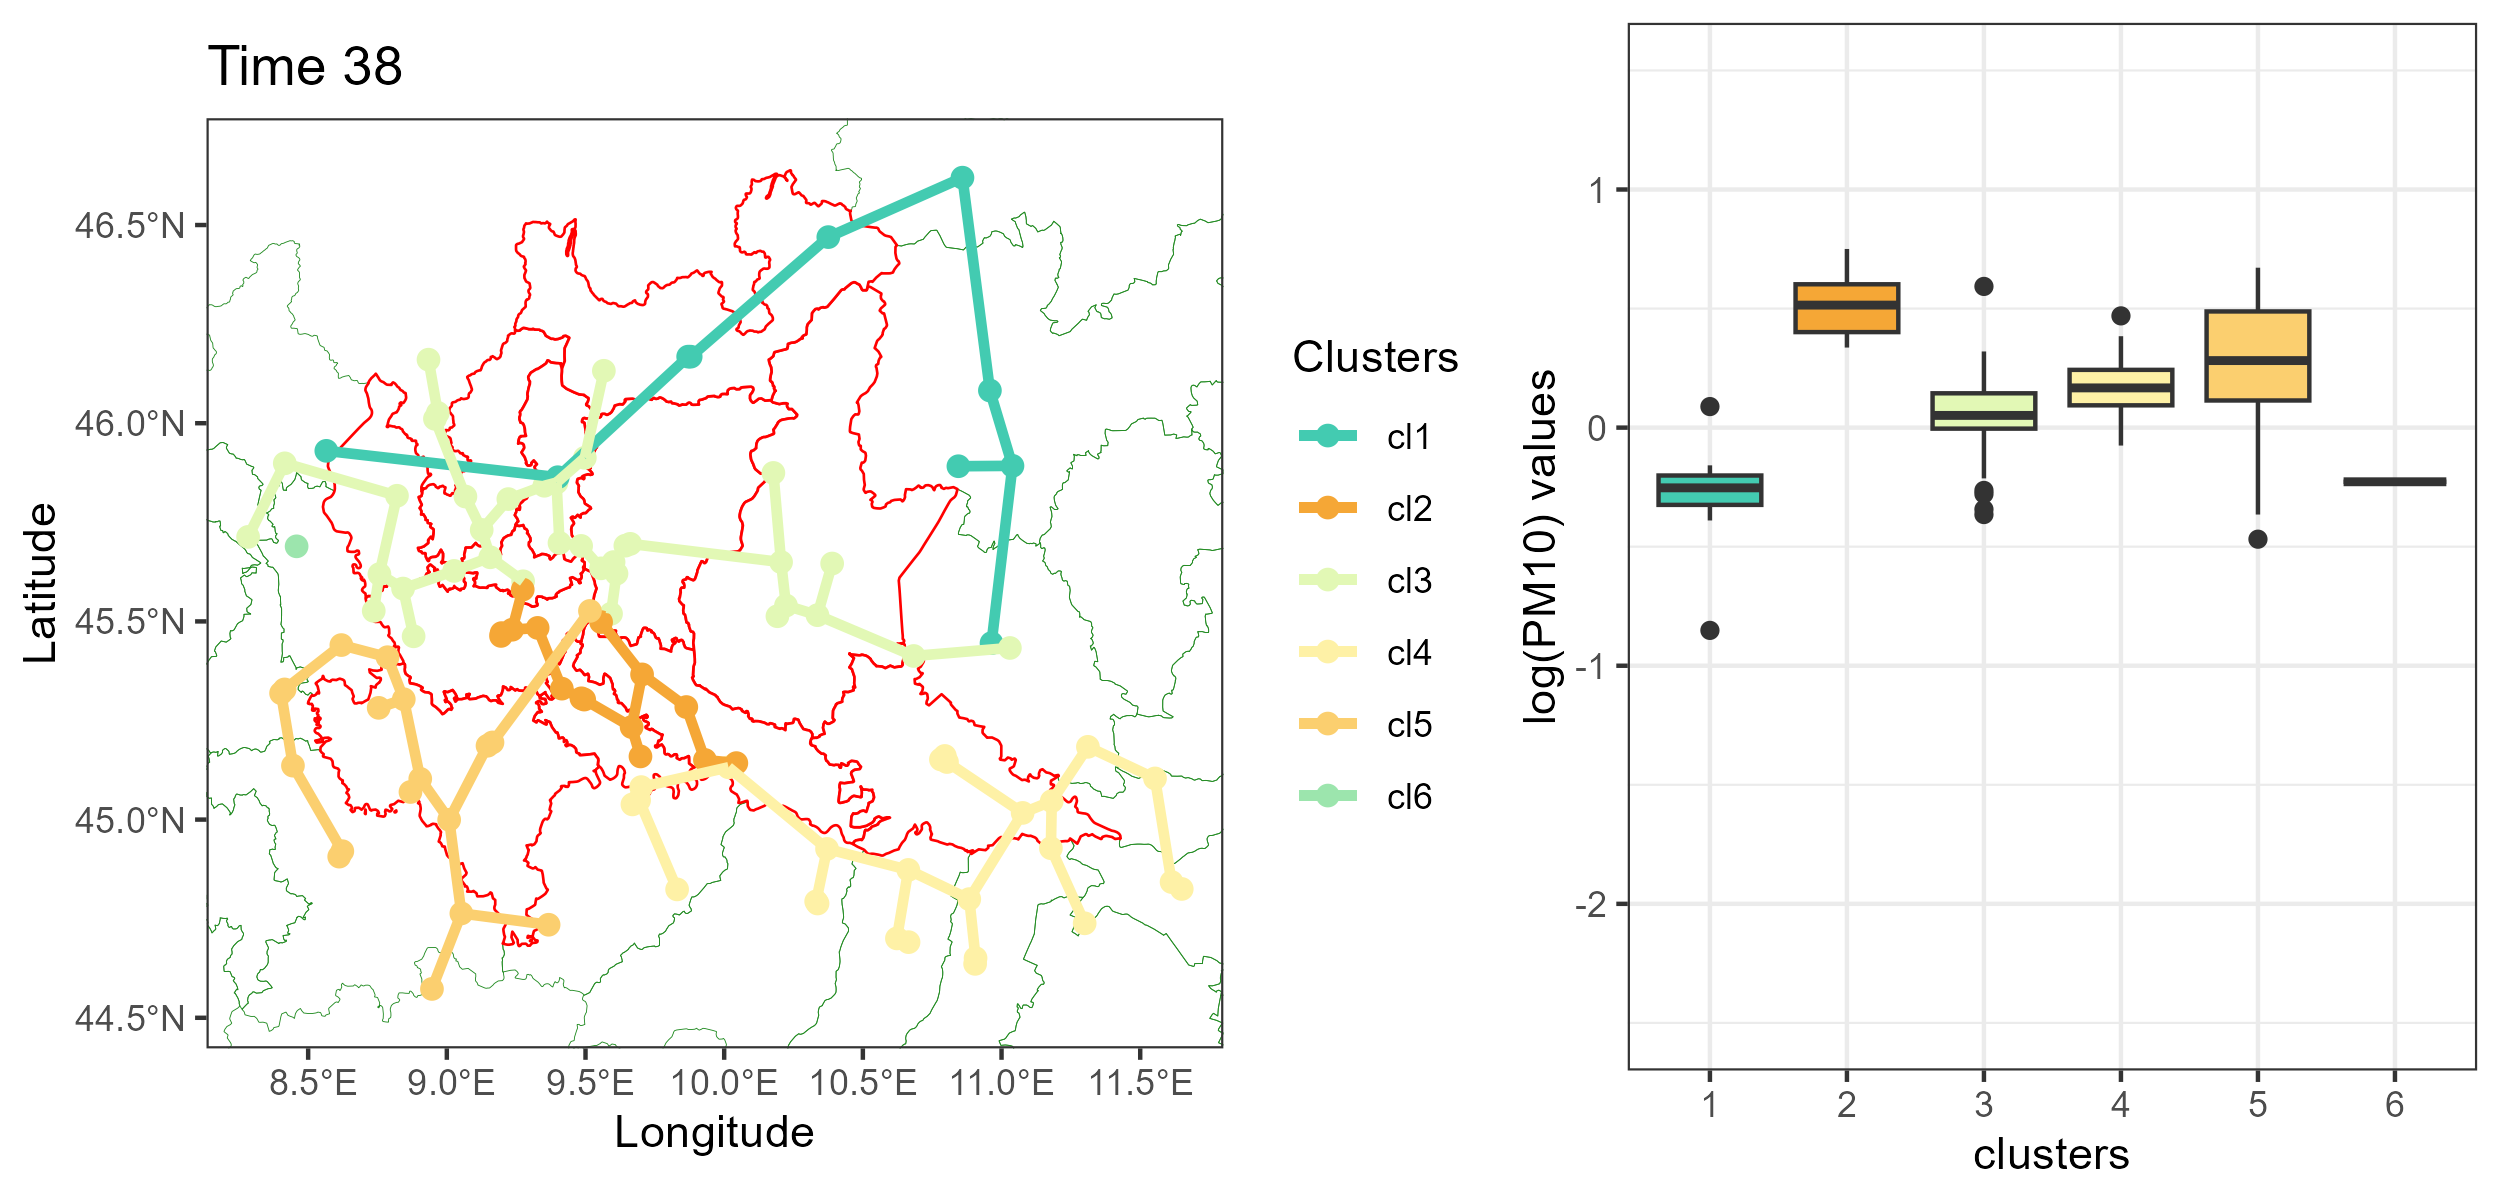 Time 38
Latitude
46.5°N
46.0°N
45.5°N
45.0°N
44.5°N
8.5°E 9.0°E 9.5°E 10.0°E 10.5°E 11.0°E 11.5°E
Longitude
Clusters
cl1
cl2
cl3
cl4
cl5
cl6
log(PM10) values
1
0
-1
-2
1 2 3 4 5 6
clusters